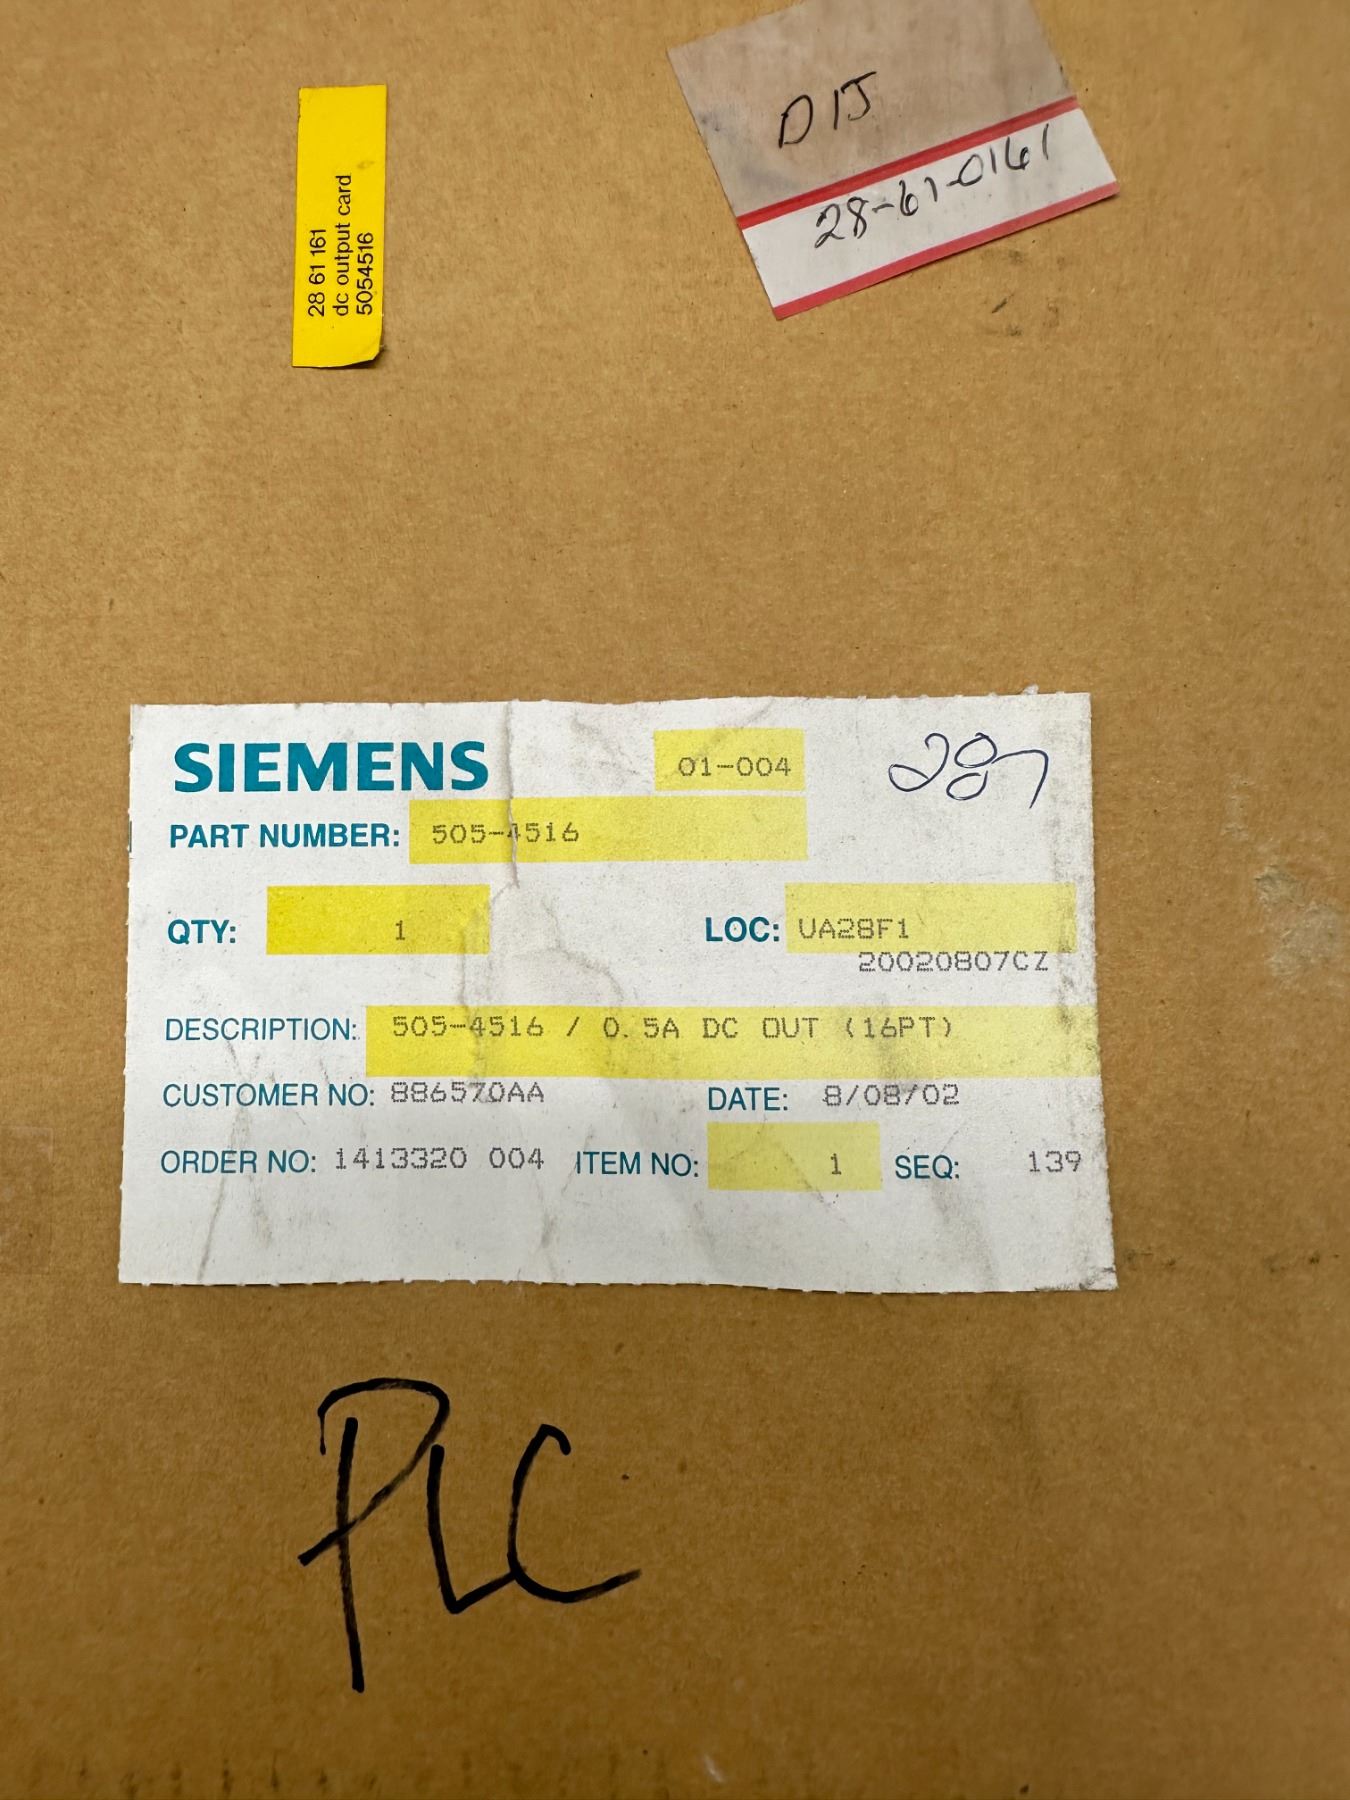 D15
28-61-0161
28 61 161
dc output card
5054516
SIEMENS
01-004
PART NUMBER: 505-4516
QTY: 1
LOC: UA28F1
20020807CZ
DESCRIPTION: 505-4516 / 0.5A DC OUT (16PT)
CUSTOMER NO: 886570AA DATE: 8/08/02
ORDER NO: 1413320 004 ITEM NO: 1 SEQ: 139
PLC